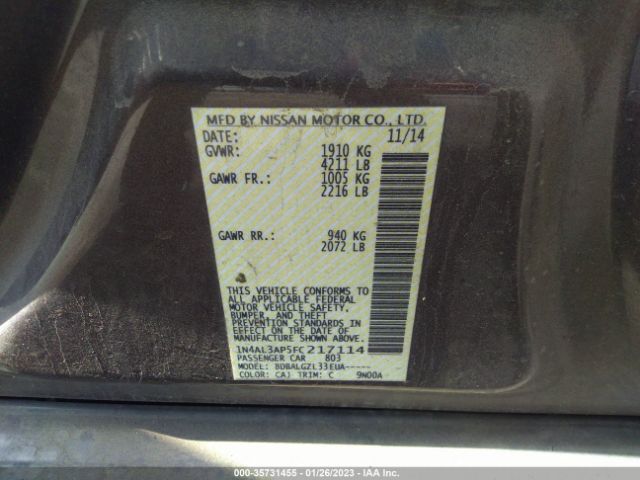 MFD BY NISSAN MOTOR CO., LTD.
DATE: 11/14
GVWR: 1910 KG
4211 LB
GAWR FR.: 1005 KG
2216 LB
GAWR RR.: 940 KG
2072 LB
THIS VEHICLE CONFORMS TO
ALL APPLICABLE FEDERAL
MOTOR VEHICLE SAFETY,
BUMPER, AND THEFT
PREVENTION STANDARDS IN
EFFECT ON THE DATE OF
MANUFACTURE SHOWN ABOVE.
1N4AL3AP5FC217114
PASSENGER CAR 803
MODEL: BDBALGZL33EUA-----
COLOR: CAJ TRIM: C 9N00A
000-35731455 - 01/26/2023 - IAA Inc.